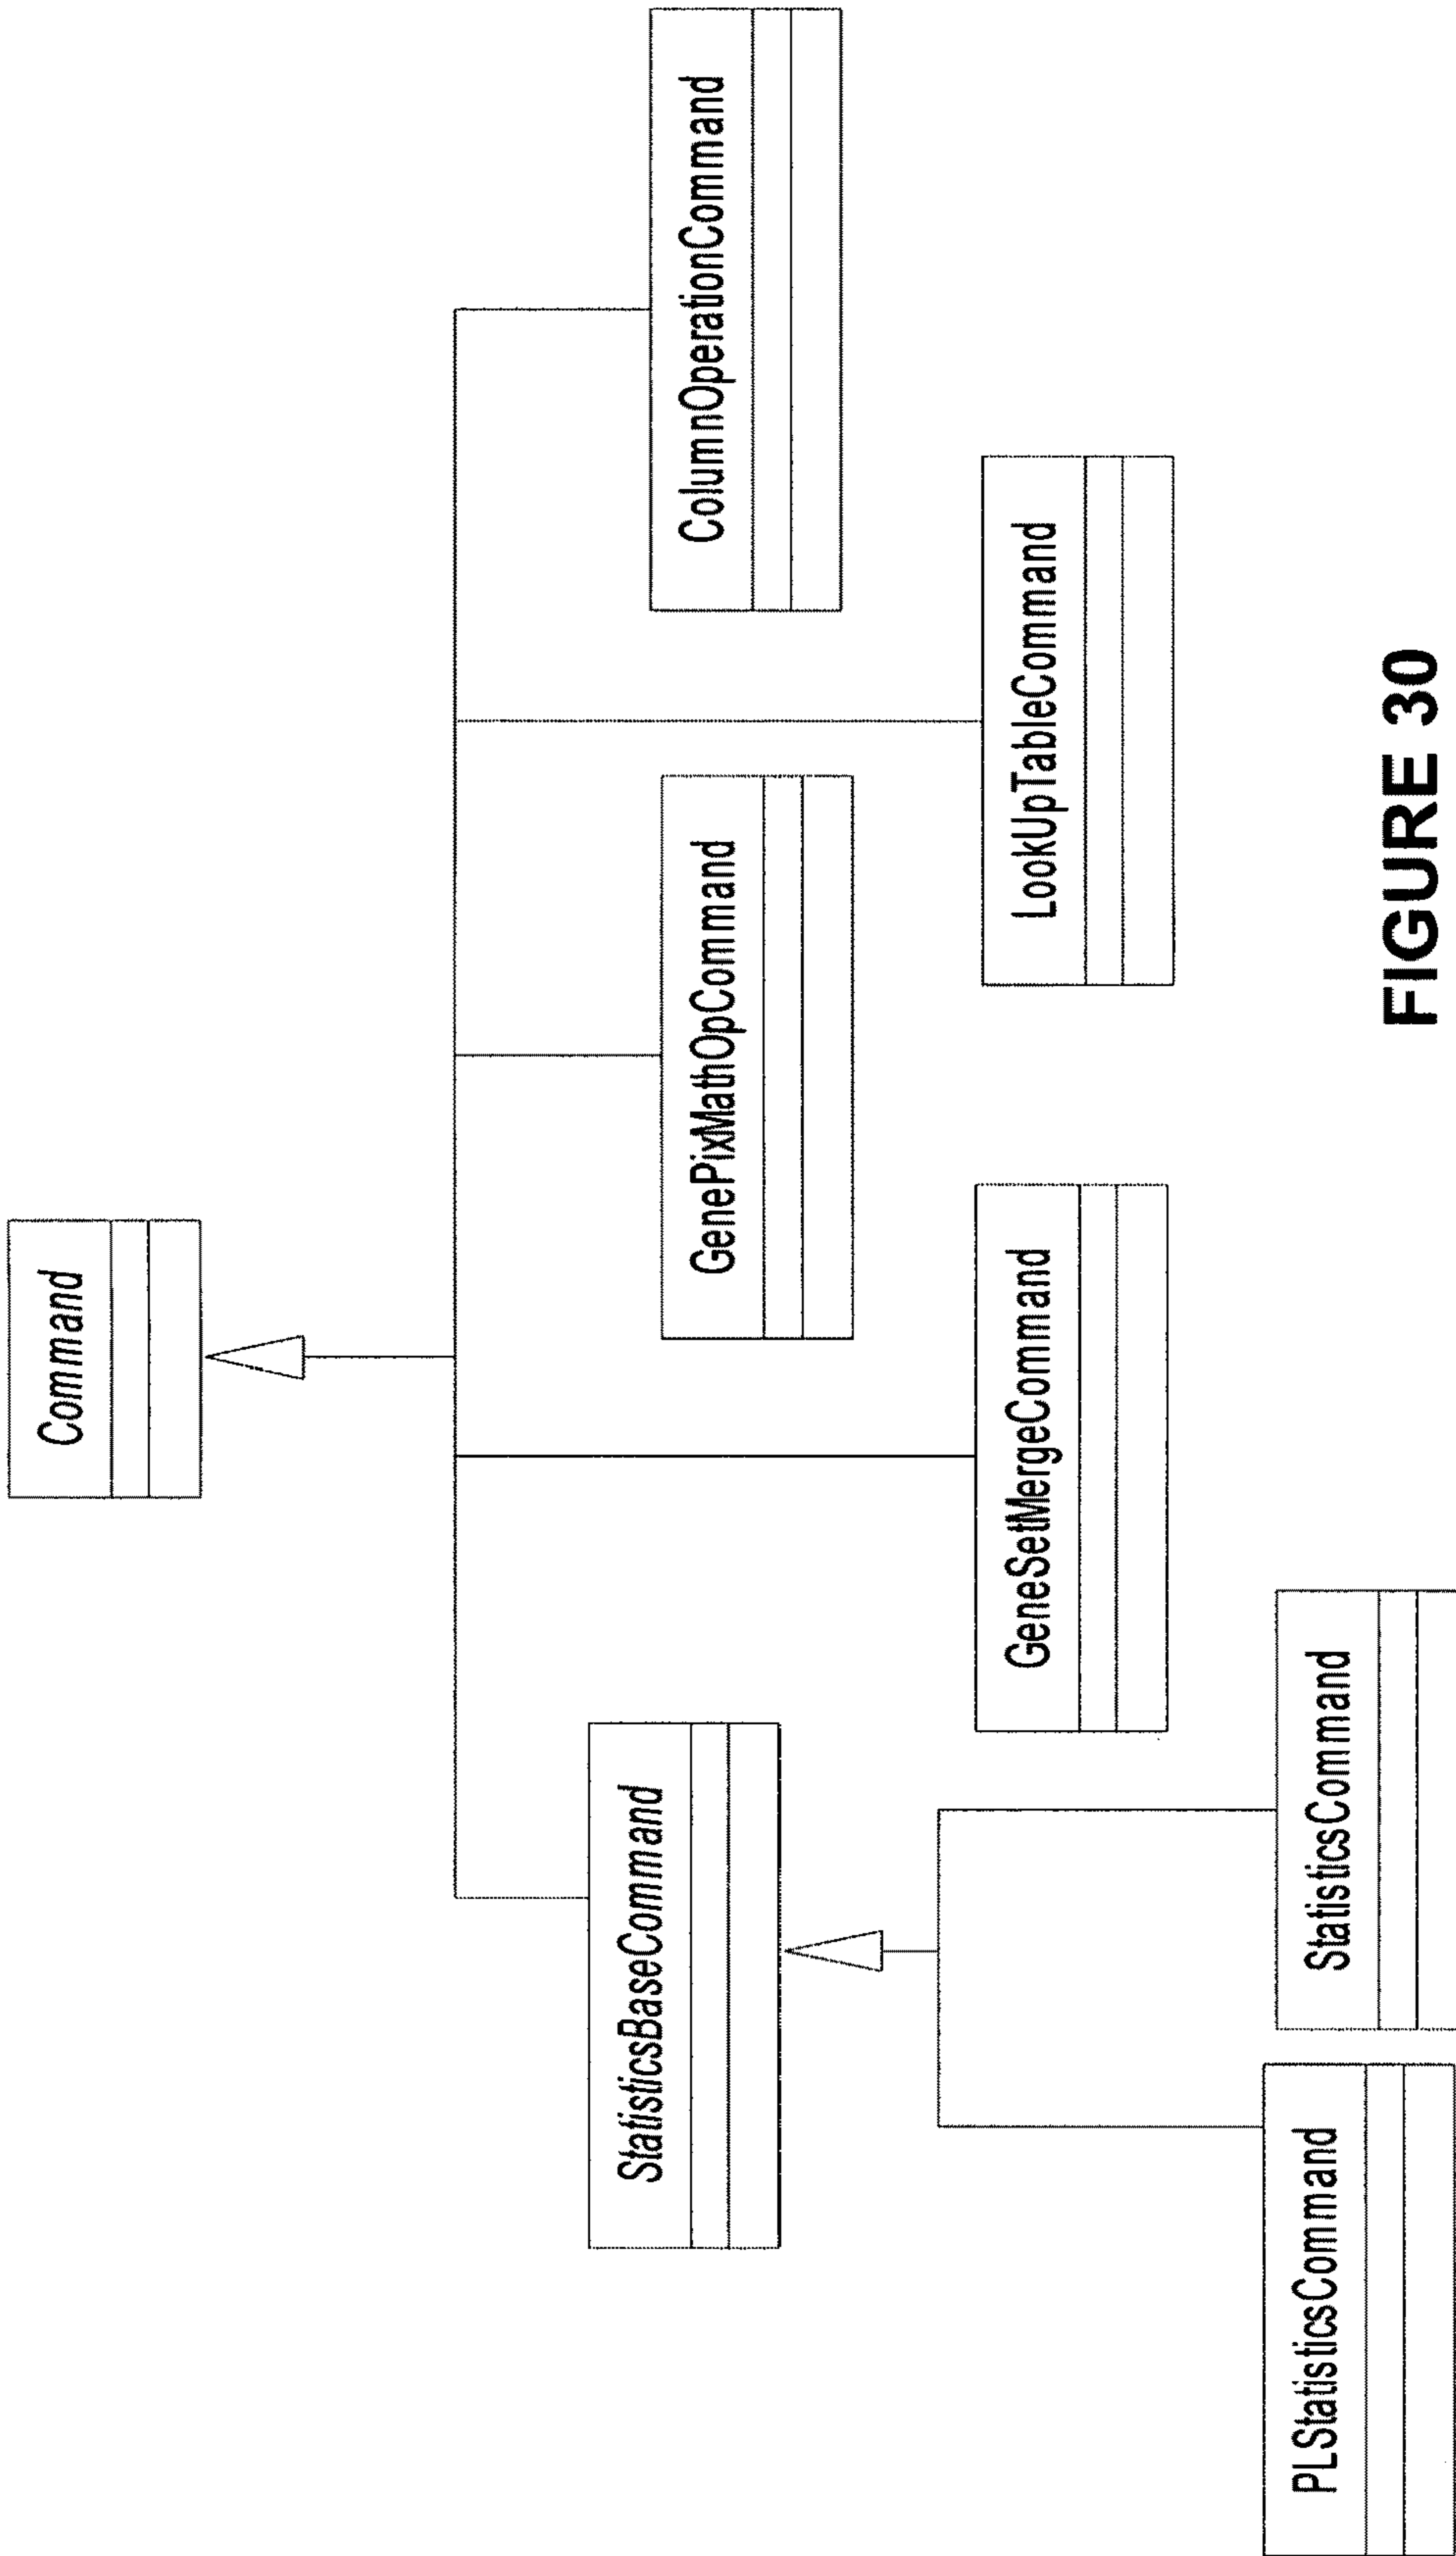 Command
StatisticsBaseCommand
ColumnOperationCommand
GenePixMathOpCommand
GeneSetMergeCommand
LookUpTableCommand
PLStatisticsCommand
StatisticsCommand
FIGURE 30